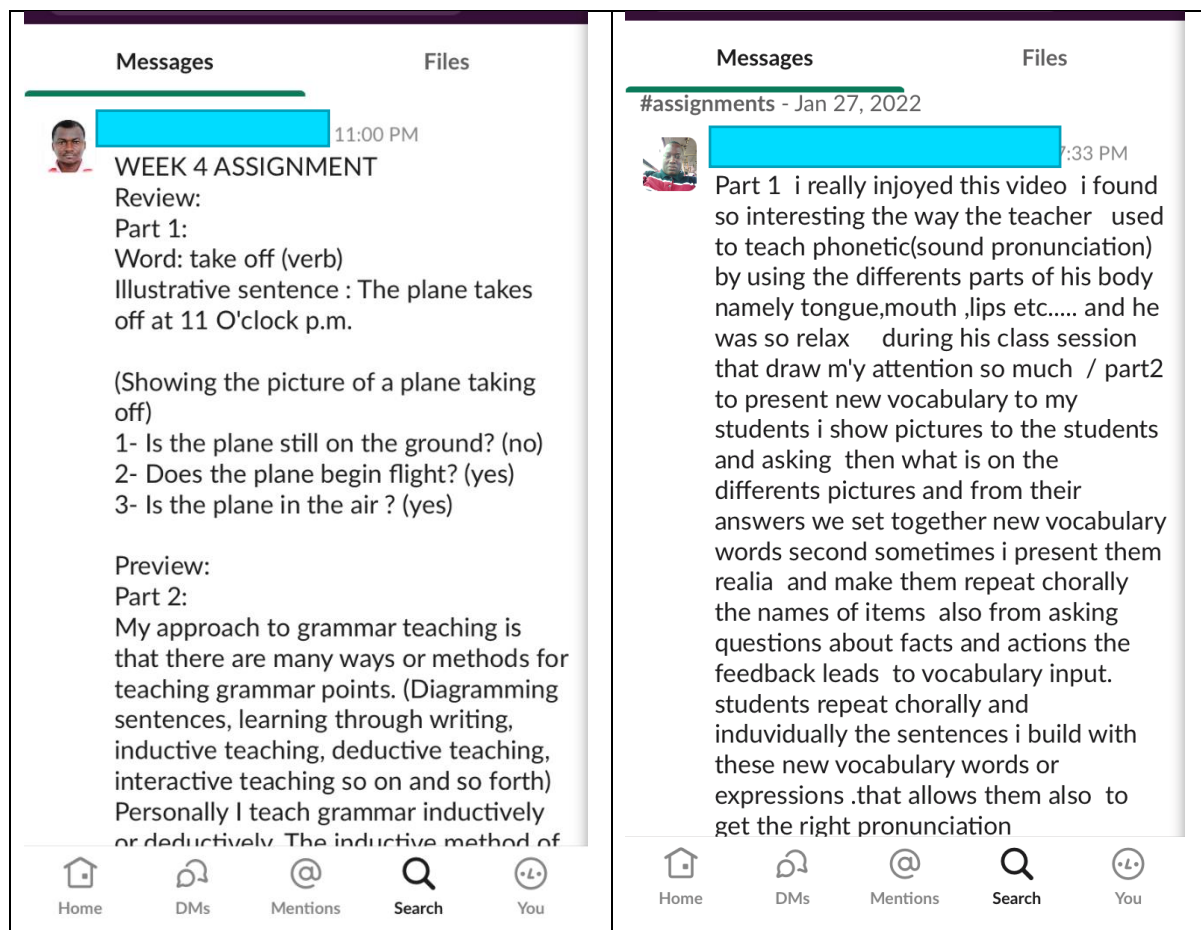 Messages
Files
11:00 PM
WEEK 4 ASSIGNMENT
Review:
Part 1:
Word: take off (verb)
Illustrative sentence : The plane takes
off at 11 O'clock p.m.
(Showing the picture of a plane taking
off)
1- Is the plane still on the ground? (no)
2- Does the plane begin flight? (yes)
3- Is the plane in the air ? (yes)
Preview:
Part 2:
My approach to grammar teaching is
that there are many ways or methods for
teaching grammar points. (Diagramming
sentences, learning through writing,
inductive teaching, deductive teaching,
interactive teaching so on and so forth)
Personally I teach grammar inductively
or deductively. The inductive method of
Home
DMs
Mentions
Search
You
Messages
Files
#assignments - Jan 27, 2022
7:33 PM
Part 1 i really injoyed this video i found
so interesting the way the teacher used
to teach phonetic(sound pronunciation)
by using the differents parts of his body
namely tongue,mouth ,lips etc..... and he
was so relax during his class session
that draw m'y attention so much / part2
to present new vocabulary to my
students i show pictures to the students
and asking then what is on the
differents pictures and from their
answers we set together new vocabulary
words second sometimes i present them
realia and make them repeat chorally
the names of items also from asking
questions about facts and actions the
feedback leads to vocabulary input.
students repeat chorally and
induvidually the sentences i build with
these new vocabulary words or
expressions .that allows them also to
get the right pronunciation
Home
DMs
Mentions
Search
You